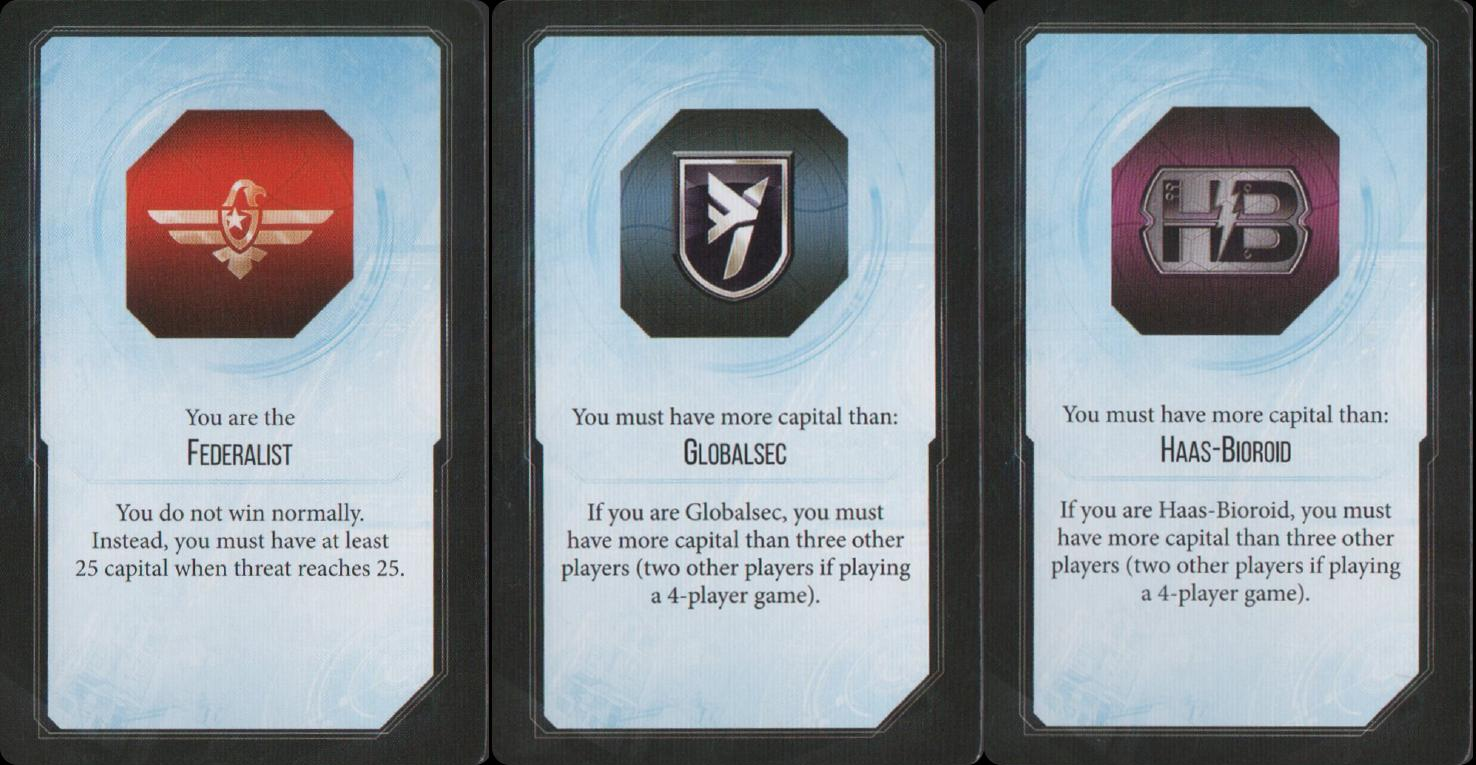 You are the
FEDERALIST
You do not win normally.
Instead, you must have at least
25 capital when threat reaches 25.
You must have more capital than:
GLOBALSEC
If you are Globalsec, you must
have more capital than three other
players (two other players if playing
a 4-player game).
HB
You must have more capital than:
HAAS-BIOROID
If you are Haas-Bioroid, you must
have more capital than three other
players (two other players if playing
a 4-player game).